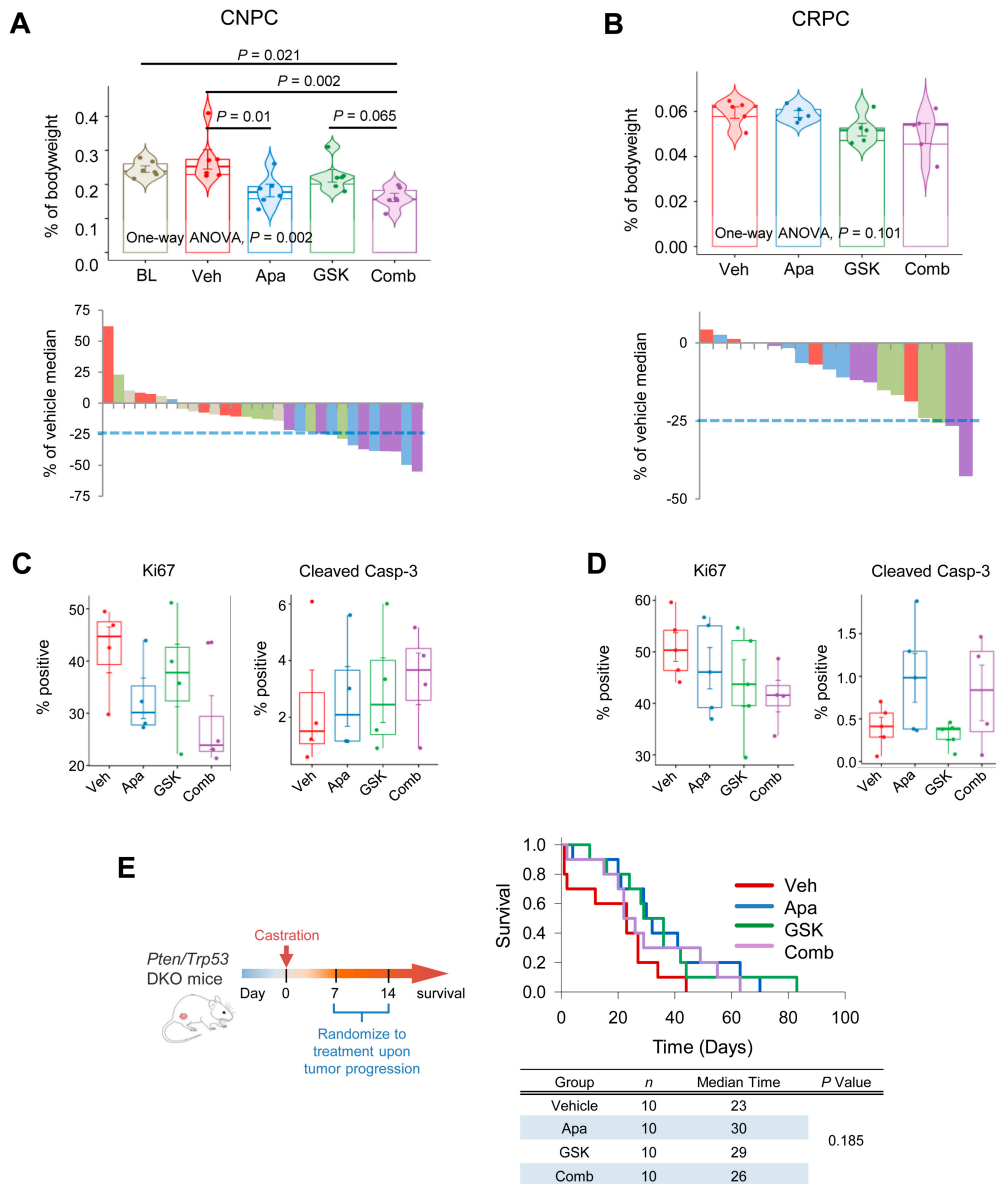 A
CNPC
P = 0.021
P = 0.002
P = 0.01
P = 0.065
% of bodyweight
0.4
0.3
0.2
0.1
0.0
One-way ANOVA, P = 0.002
BL Veh Apa GSK Comb
% of vehicle median
75
50
25
0
-25
-50
-75
B
CRPC
% of bodyweight
0.06
0.04
0.02
0.00
One-way ANOVA, P = 0.101
Veh Apa GSK Comb
% of vehicle median
0
-25
-50
C
Ki67
% positive
50
40
30
20
Veh Apa GSK Comb
Cleaved Casp-3
% positive
6
4
2
Veh Apa GSK Comb
D
Ki67
% positive
60
50
40
30
Veh Apa GSK Comb
Cleaved Casp-3
% positive
1.5
1.0
0.5
0.0
Veh Apa GSK Comb
E
Castration
Pten/Trp53
DKO mice
Day 0 7 14 survival
Randomize to
treatment upon
tumor progression
Survival
1.0
0.8
0.6
0.4
0.2
0.0
0 20 40 60 80 100
Time (Days)
Veh
Apa
GSK
Comb
Group n Median Time P Value
Vehicle 10 23
Apa 10 30
0.185
GSK 10 29
Comb 10 26